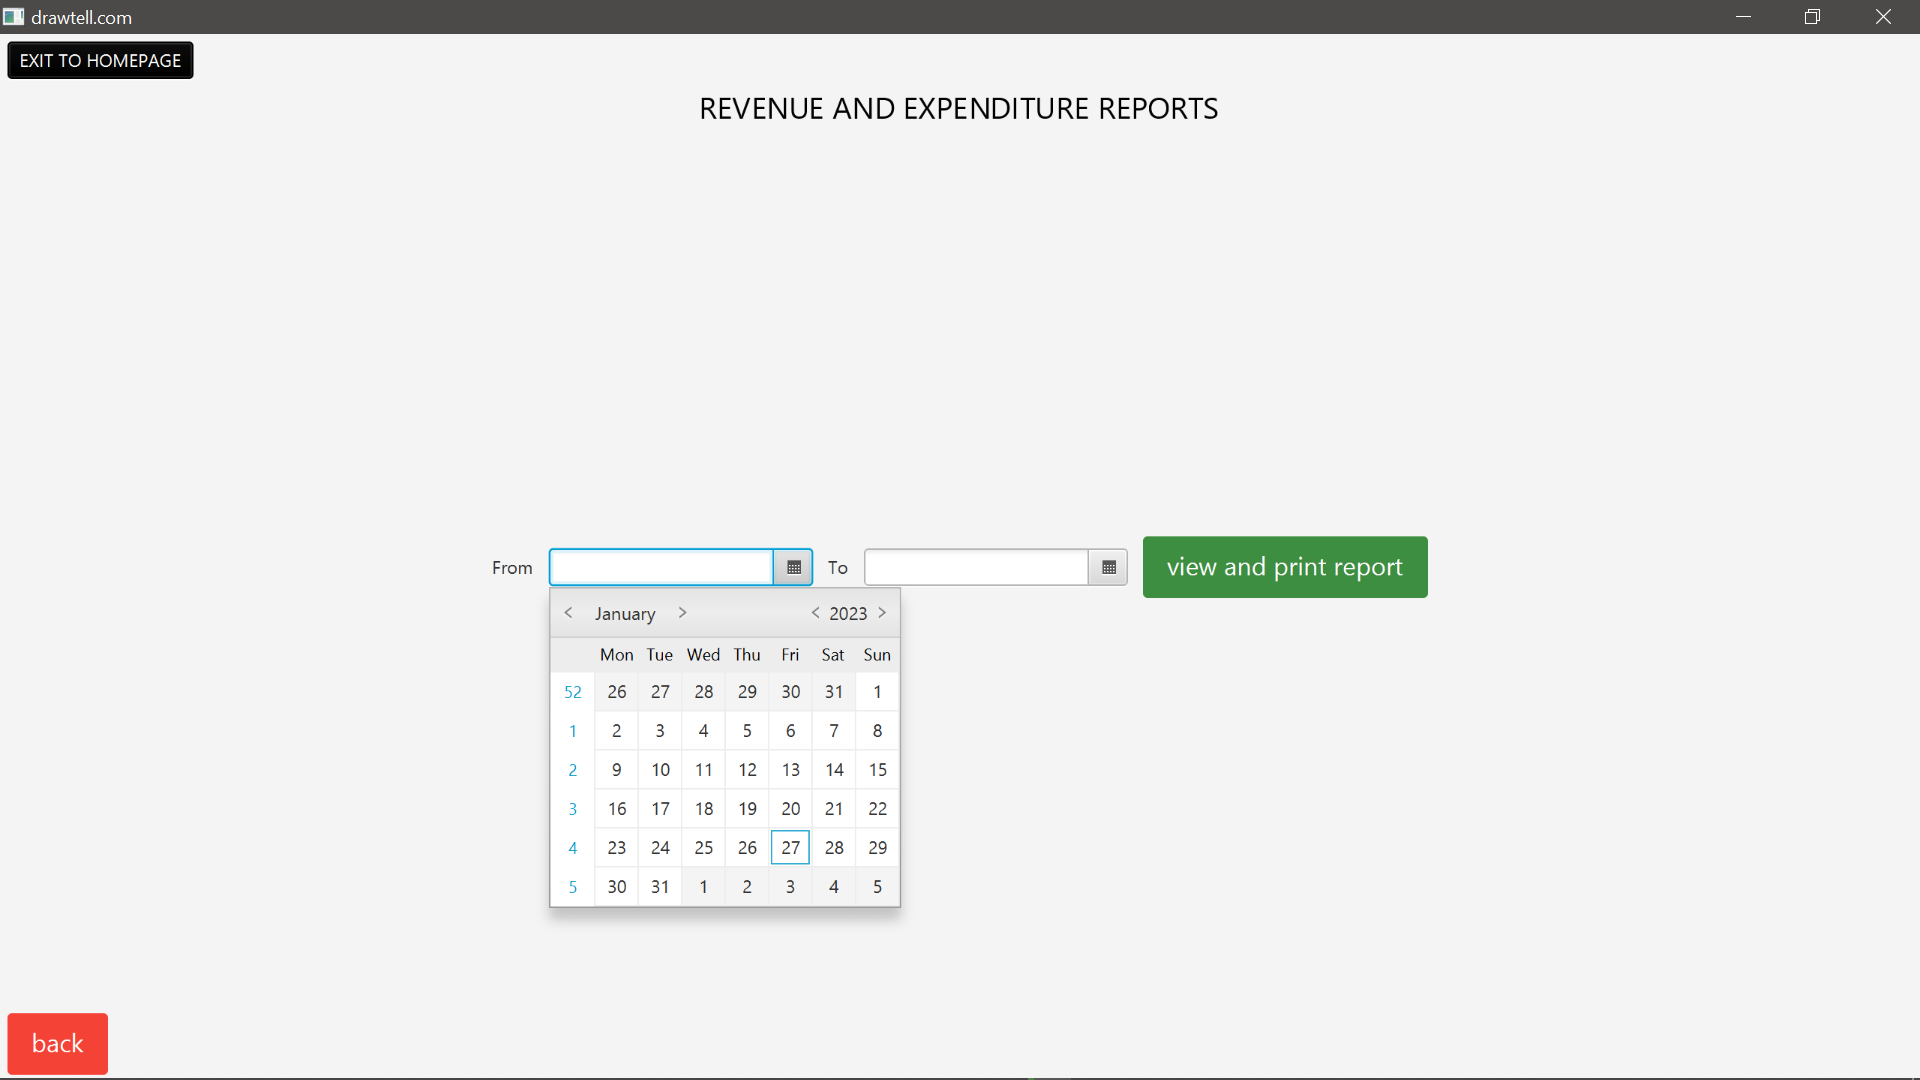 drawtell.com
EXIT TO HOMEPAGE
REVENUE AND EXPENDITURE REPORTS
From To view and print report
< January > < 2023 >
Mon Tue Wed Thu Fri Sat Sun
52 26 27 28 29 30 31 1
1 2 3 4 5 6 7 8
2 9 10 11 12 13 14 15
3 16 17 18 19 20 21 22
4 23 24 25 26 27 28 29
5 30 31 1 2 3 4 5
back